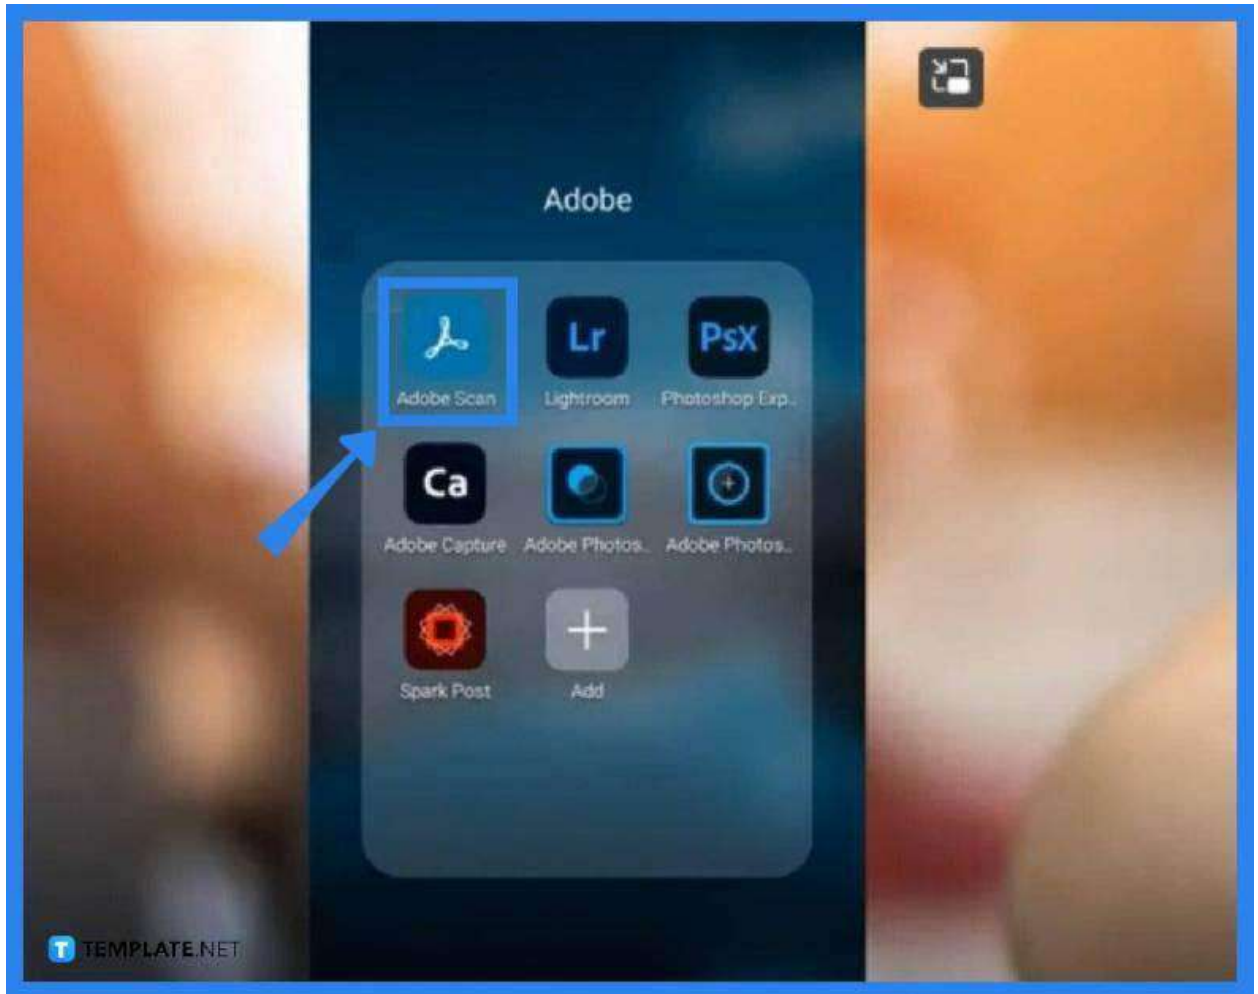 Adobe
Lr
PsX
Adobe Scan
Lightroom
Photoshop Exp..
Ca
Adobe Capture
Adobe Photos..
Adobe Photos..
Spark Post
Add
T TEMPLATE.NET